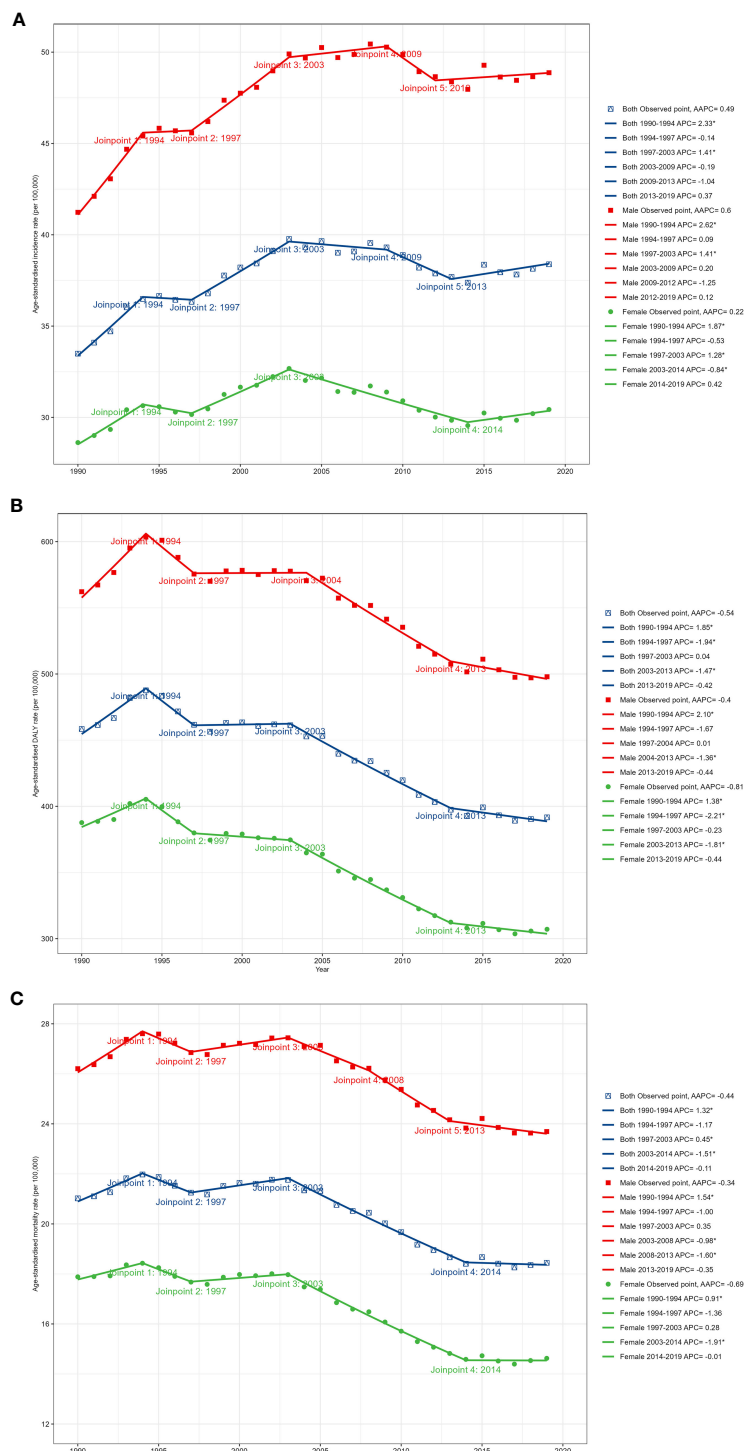 A
Age-standardised incidence rate (per 100,000)
50
45
40
35
30
Joinpoint 1: 1994
Joinpoint 2: 1997
Joinpoint 3: 2003
Joinpoint 4: 2009
Joinpoint 5: 2012
Joinpoint 1: 1994
Joinpoint 2: 1997
Joinpoint 3: 2003
Joinpoint 4: 2009
Joinpoint 5: 2013
Joinpoint 1: 1994
Joinpoint 2: 1997
Joinpoint 3: 2003
Joinpoint 4: 2014
1990
1995
2000
2005
2010
2015
2020
Both Observed point, AAPC= 0.49
Both 1990-1994 APC= 2.33*
Both 1994-1997 APC= -0.14
Both 1997-2003 APC= 1.41*
Both 2003-2009 APC= -0.19
Both 2009-2013 APC= -1.04
Both 2013-2019 APC= 0.37
Male Observed point, AAPC= 0.6
Male 1990-1994 APC= 2.62*
Male 1994-1997 APC= 0.09
Male 1997-2003 APC= 1.41*
Male 2003-2009 APC= 0.20
Male 2009-2012 APC= -1.25
Male 2012-2019 APC= 0.12
Female Observed point, AAPC= 0.22
Female 1990-1994 APC= 1.87*
Female 1994-1997 APC= -0.53
Female 1997-2003 APC= 1.28*
Female 2003-2014 APC= -0.84*
Female 2014-2019 APC= 0.42
B
Age-standardised DALY rate (per 100,000)
600
500
400
300
Joinpoint 1: 1994
Joinpoint 2: 1997
Joinpoint 3: 2004
Joinpoint 4: 2013
Joinpoint 1: 1994
Joinpoint 2: 1997
Joinpoint 3: 2003
Joinpoint 4: 2013
Joinpoint 1: 1994
Joinpoint 2: 1997
Joinpoint 3: 2003
Joinpoint 4: 2013
1990
1995
2000
2005
2010
2015
2020
Year
Both Observed point, AAPC= -0.54
Both 1990-1994 APC= 1.85*
Both 1994-1997 APC= -1.94*
Both 1997-2003 APC= 0.04
Both 2003-2013 APC= -1.47*
Both 2013-2019 APC= -0.42
Male Observed point, AAPC= -0.4
Male 1990-1994 APC= 2.10*
Male 1994-1997 APC= -1.67
Male 1997-2004 APC= 0.01
Male 2004-2013 APC= -1.36*
Male 2013-2019 APC= -0.44
Female Observed point, AAPC= -0.81
Female 1990-1994 APC= 1.38*
Female 1994-1997 APC= -2.21*
Female 1997-2003 APC= -0.23
Female 2003-2013 APC= -1.81*
Female 2013-2019 APC= -0.44
C
Age-standardised mortality rate (per 100,000)
28
24
20
16
12
Joinpoint 1: 1994
Joinpoint 2: 1997
Joinpoint 3: 2003
Joinpoint 4: 2008
Joinpoint 5: 2013
Joinpoint 1: 1994
Joinpoint 2: 1997
Joinpoint 3: 2003
Joinpoint 4: 2014
Joinpoint 1: 1994
Joinpoint 2: 1997
Joinpoint 3: 2003
Joinpoint 4: 2014
1990
1995
2000
2005
2010
2015
2020
Both Observed point, AAPC= -0.44
Both 1990-1994 APC= 1.32*
Both 1994-1997 APC= -1.17
Both 1997-2003 APC= 0.45*
Both 2003-2014 APC= -1.51*
Both 2014-2019 APC= -0.11
Male Observed point, AAPC= -0.34
Male 1990-1994 APC= 1.54*
Male 1994-1997 APC= -1.00
Male 1997-2003 APC= 0.35
Male 2003-2008 APC= -0.98*
Male 2008-2013 APC= -1.60*
Male 2013-2019 APC= -0.35
Female Observed point, AAPC= -0.69
Female 1990-1994 APC= 0.91*
Female 1994-1997 APC= -1.36
Female 1997-2003 APC= 0.28
Female 2003-2014 APC= -1.91*
Female 2014-2019 APC= -0.01